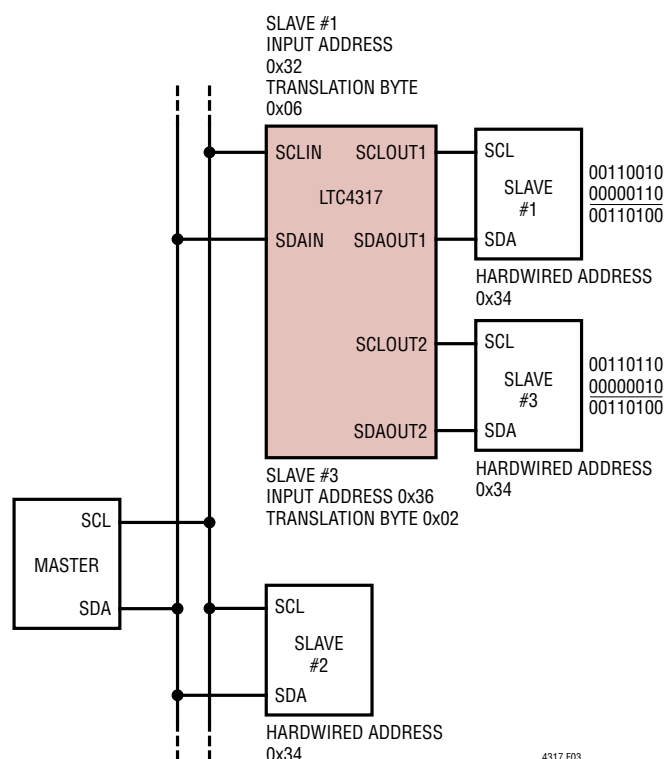 SLAVE #1
INPUT ADDRESS
0x32
TRANSLATION BYTE
0x06
SCLIN
SCLOUT1
LTC4317
SDAIN
SDAOUT1
SCLOUT2
SDAOUT2
SCL
SLAVE
#1
SDA
00110010
00000110
00110100
HARDWIRED ADDRESS
0x34
SCL
SLAVE
#3
SDA
00110110
00000010
00110100
HARDWIRED ADDRESS
0x34
SLAVE #3
INPUT ADDRESS 0x36
TRANSLATION BYTE 0x02
SCL
MASTER
SDA
SCL
SLAVE
#2
SDA
HARDWIRED ADDRESS
0x34
4317 F03